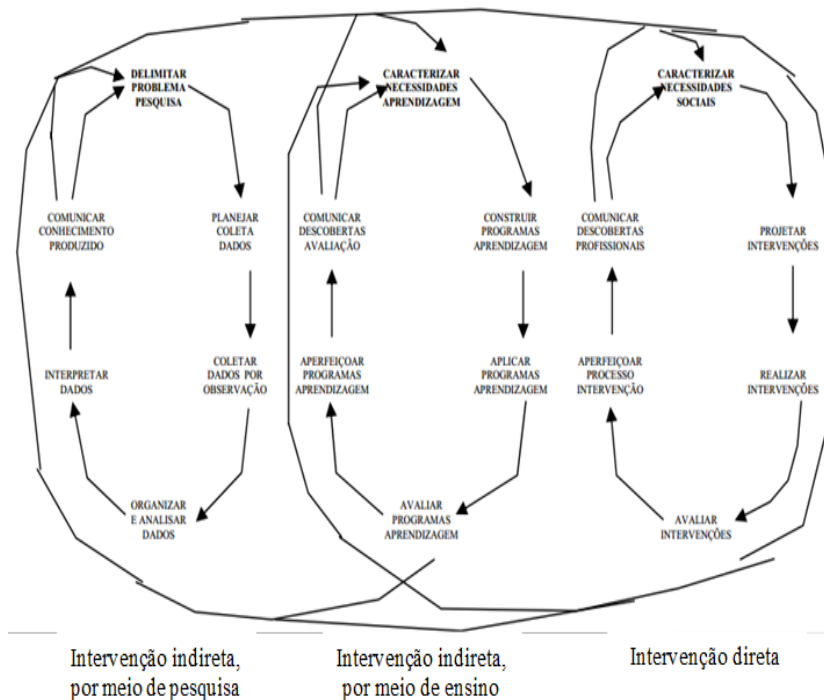 DELIMITAR
PROBLEMA
PESQUISA
PLANEJAR
COLETA
DADOS
COLETAR
DADOS POR
OBSERVAÇÃO
ORGANIZAR
E ANALISAR
DADOS
INTERPRETAR
DADOS
COMUNICAR
CONHECIMENTO
PRODUZIDO
CARACTERIZAR
NECESSIDADES
APRENDIZAGEM
CONSTRUIR
PROGRAMAS
APRENDIZAGEM
APLICAR
PROGRAMAS
APRENDIZAGEM
AVALIAR
PROGRAMAS
APRENDIZAGEM
APERFEIÇOAR
PROGRAMAS
APRENDIZAGEM
COMUNICAR
DESCOBERTAS
AVALIAÇÃO
CARACTERIZAR
NECESSIDADES
SOCIAIS
PROJETAR
INTERVENÇÕES
REALIZAR
INTERVENÇÕES
AVALIAR
INTERVENÇÕES
APERFEIÇOAR
PROCESSO
INTERVENÇÃO
COMUNICAR
DESCOBERTAS
PROFISSIONAIS
Intervenção indireta,
por meio de pesquisa
Intervenção indireta,
por meio de ensino
Intervenção direta